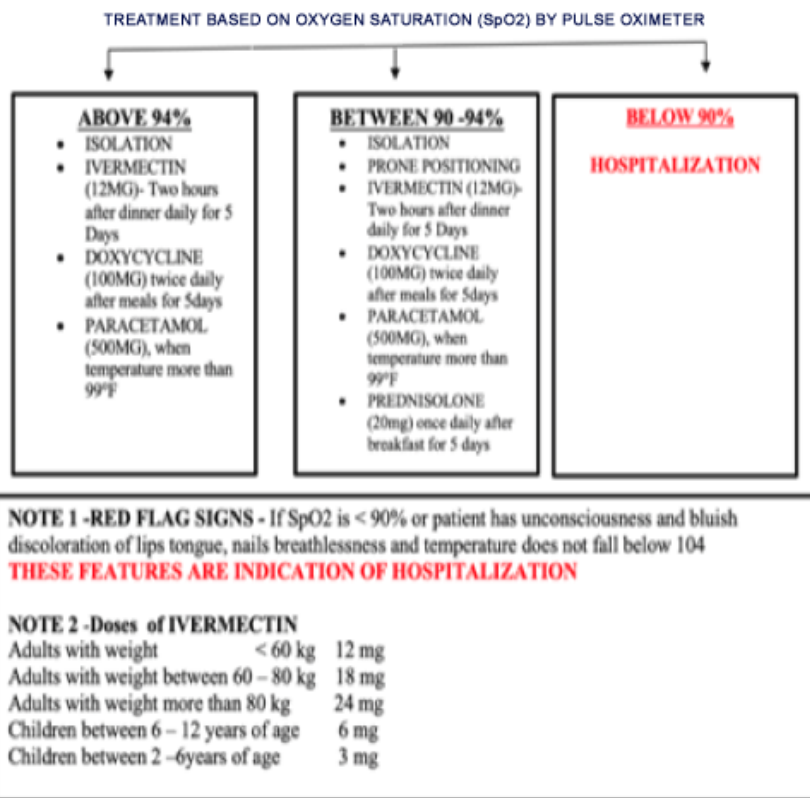 TREATMENT BASED ON OXYGEN SATURATION (SpO2) BY PULSE OXIMETER
ABOVE 94%
• ISOLATION
• IVERMECTIN
(12MG)- Two hours
after dinner daily for 5
Days
• DOXYCYCLINE
(100MG) twice daily
after meals for 5days
• PARACETAMOL
(500MG), when
temperature more than
99°F
BETWEEN 90 -94%
• ISOLATION
• PRONE POSITIONING
• IVERMECTIN (12MG)-
Two hours after dinner
daily for 5 Days
• DOXYCYCLINE
(100MG) twice daily
after meals for 5days
• PARACETAMOL
(500MG), when
temperature more than
99°F
• PREDNISOLONE
(20mg) once daily after
breakfast for 5 days
BELOW 90%
HOSPITALIZATION
NOTE 1 -RED FLAG SIGNS - If SpO2 is < 90% or patient has unconsciousness and bluish
discoloration of lips tongue, nails breathlessness and temperature does not fall below 104
THESE FEATURES ARE INDICATION OF HOSPITALIZATION
NOTE 2 -Doses of IVERMECTIN
Adults with weight < 60 kg 12 mg
Adults with weight between 60 – 80 kg 18 mg
Adults with weight more than 80 kg 24 mg
Children between 6 – 12 years of age 6 mg
Children between 2 –6years of age 3 mg